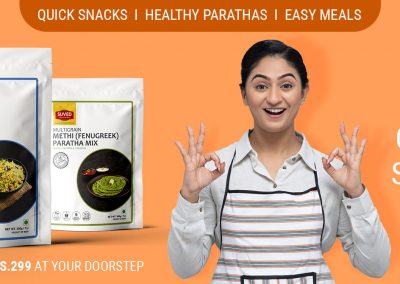 QUICK SNACKS I HEALTHY PARATHAS I EASY MEALS
SUVED
MULTIGRAIN
METHI (FENUGREEK)
PARATHA MIX
S.299 AT YOUR DOORSTEP